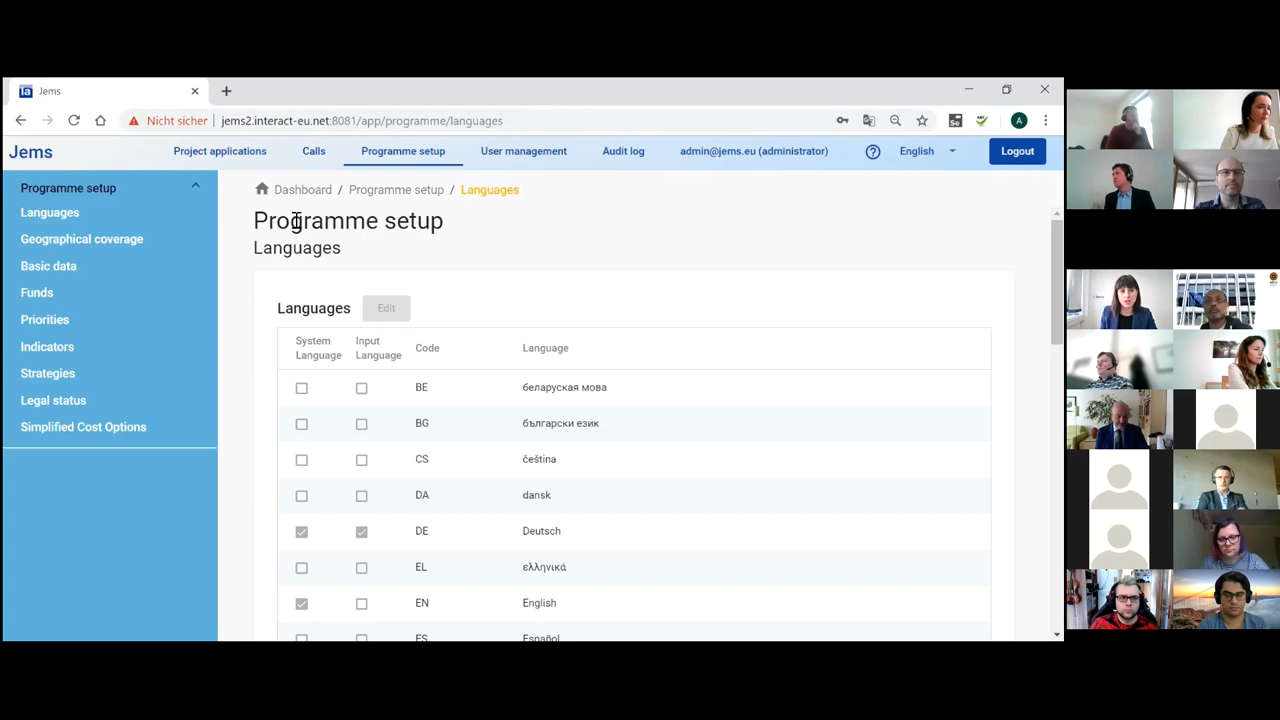 Jems
Nicht sicher jems2.interact-eu.net:8081/app/programme/languages
A
Jems
Project applications Calls Programme setup User management Audit log admin@jems.eu (administrator) English Logout
Programme setup
Languages
Geographical coverage
Basic data
Funds
Priorities
Indicators
Strategies
Legal status
Simplified Cost Options
Dashboard / Programme setup / Languages
Programme setup
Languages
Languages Edit
System Language Input Language Code Language
BE беларуская мова
BG български език
CS čeština
DA dansk
DE Deutsch
EL ελληνικά
EN English
ES Español